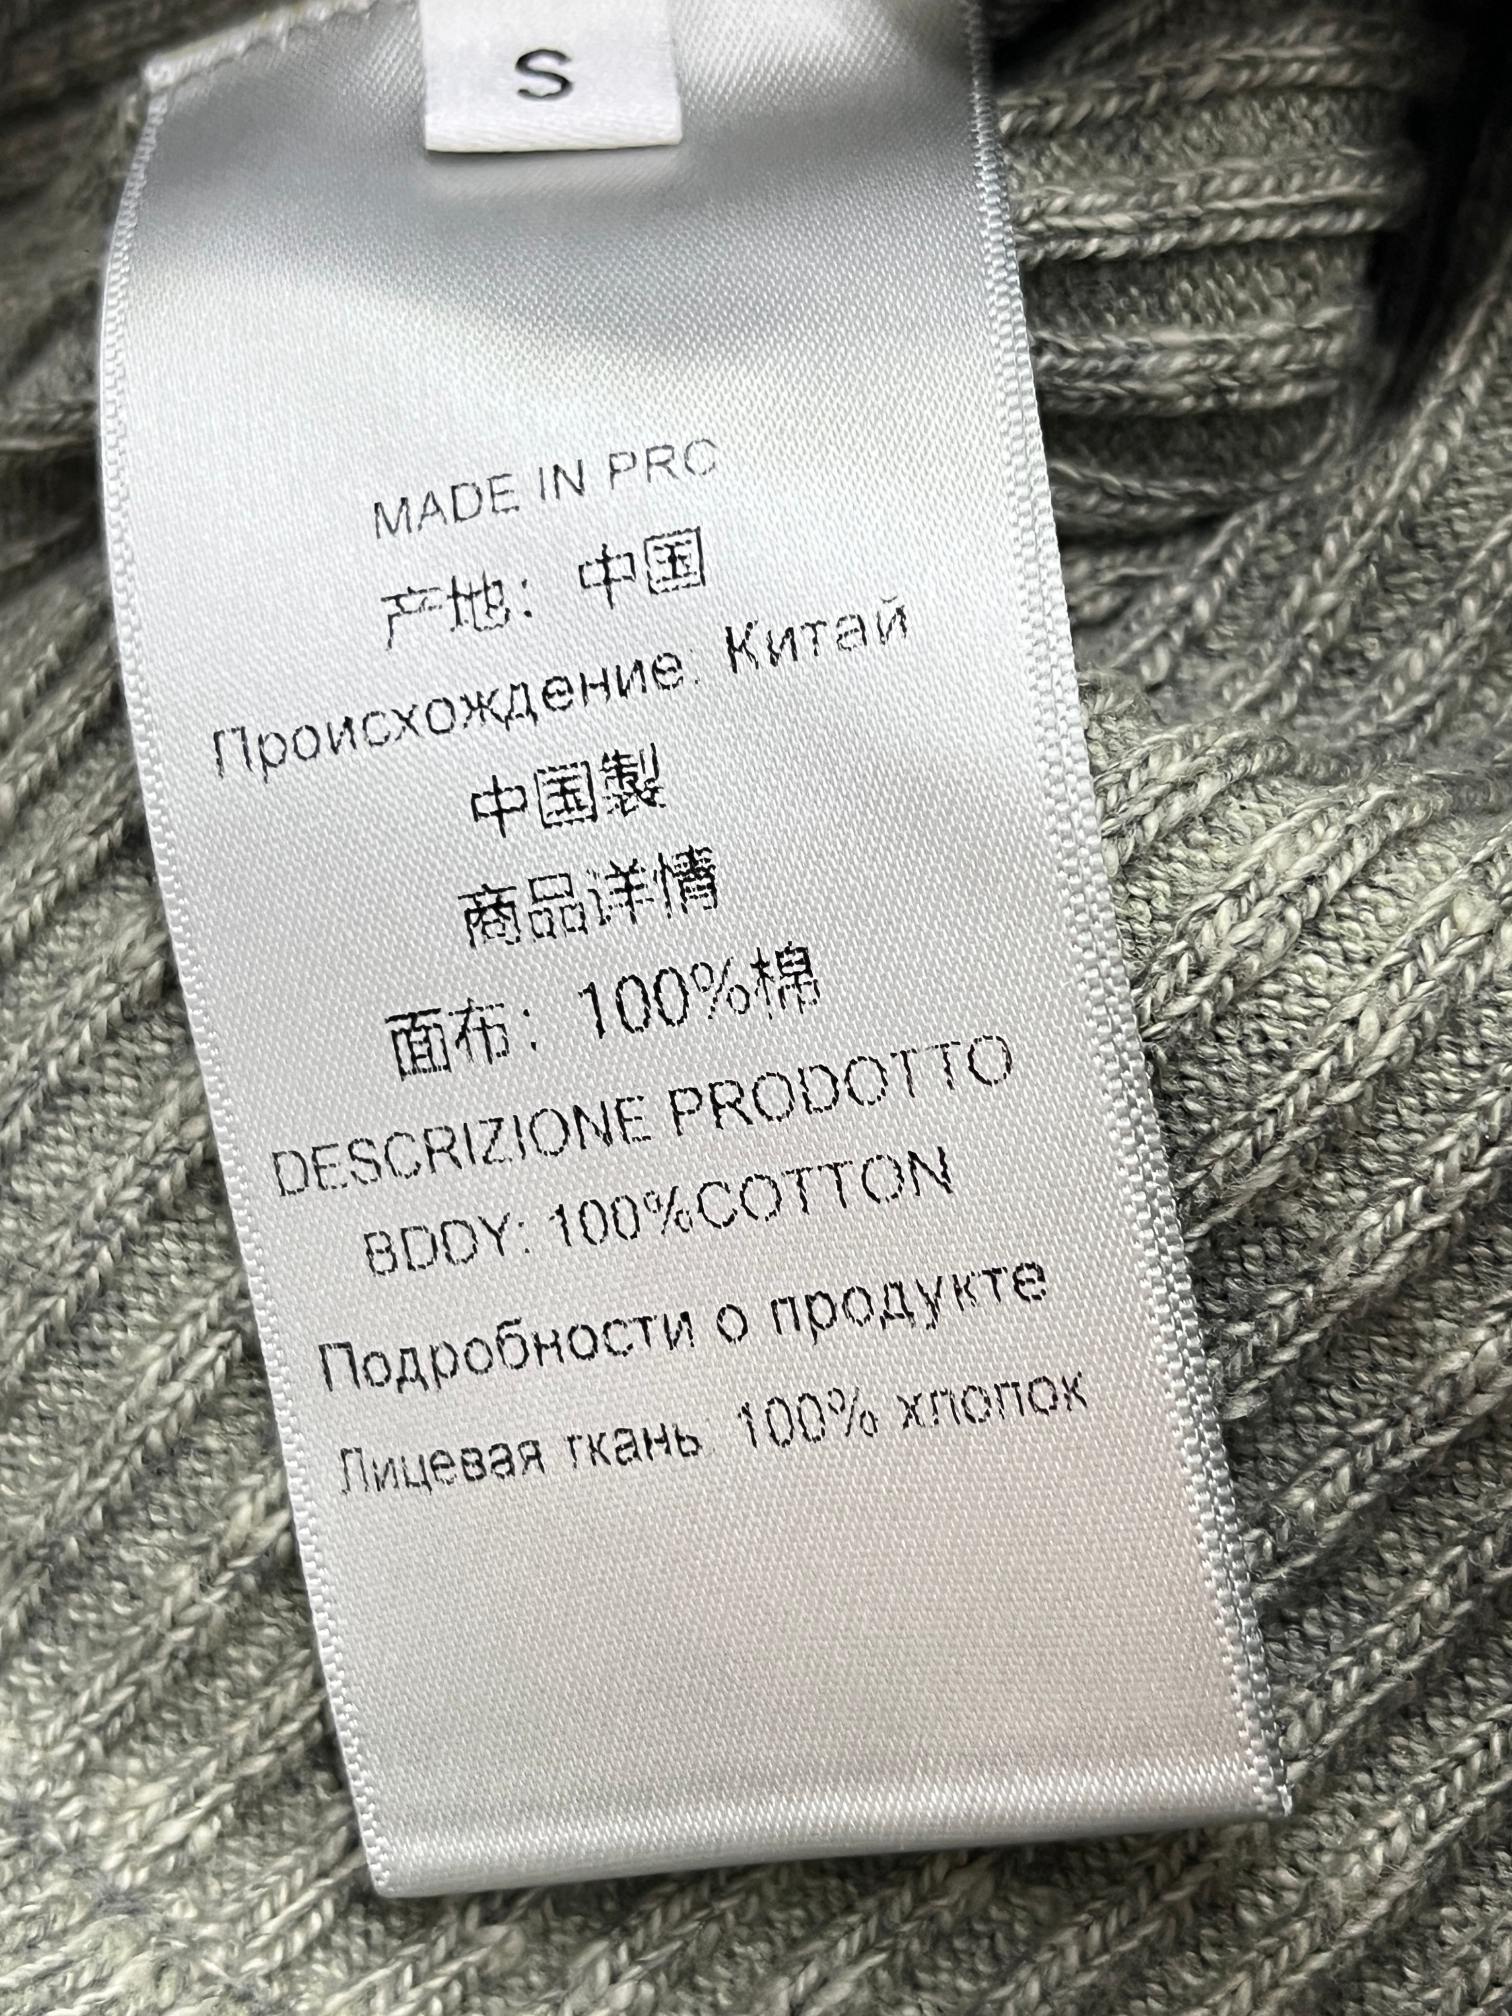 S
MADE IN PRC
产地：中国
Происхождение: Китай
中国製
商品详情
面布：100%棉
DESCRIZIONE PRODOTTO
BDDY: 100%COTTON
Подробности о продукте
Лицевая ткань: 100% хлопок